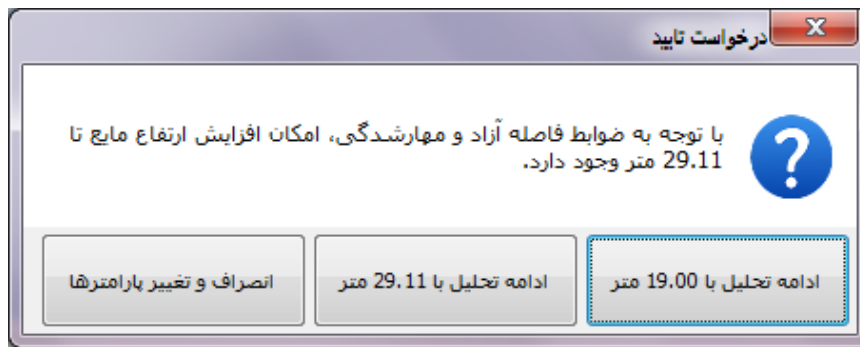 درخواست تایید
با توجه به ضوابط فاصله آزاد و مهارشدگی، امکان افزایش ارتفاع مایع تا
29.11 متر وجود دارد.
ادامه تحلیل با 19.00 متر
ادامه تحلیل با 29.11 متر
انصراف و تغییر پارامترها